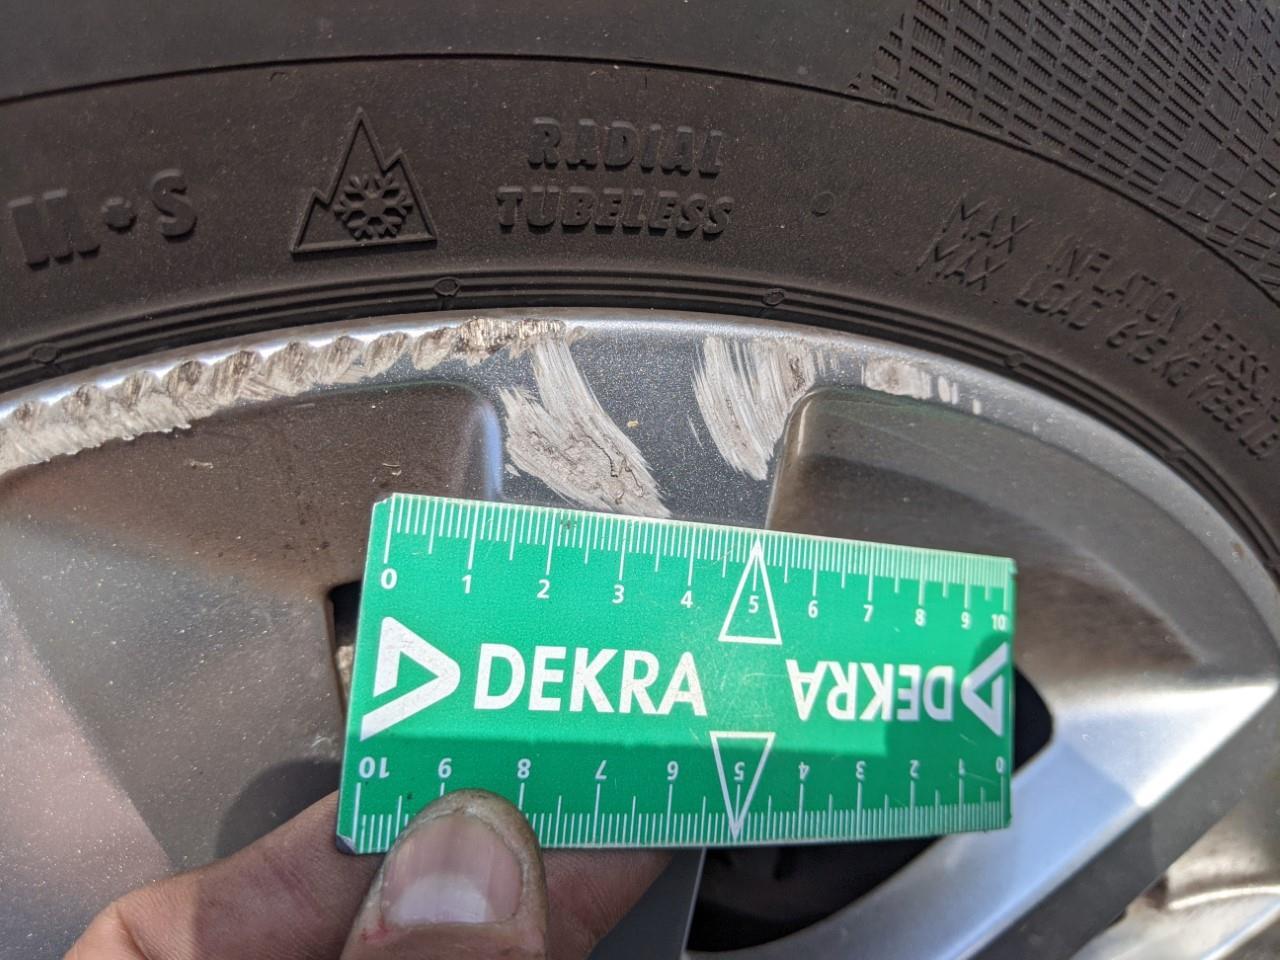 M•S
RADIAL
TUBELESS
MAX INFLATION PRESS.
MAX. LOAD
0 1 2 3 4 5 6 7 8 9 10
DEKRA DEKRA
10 9 8 7 6 5 4 3 2 1 0